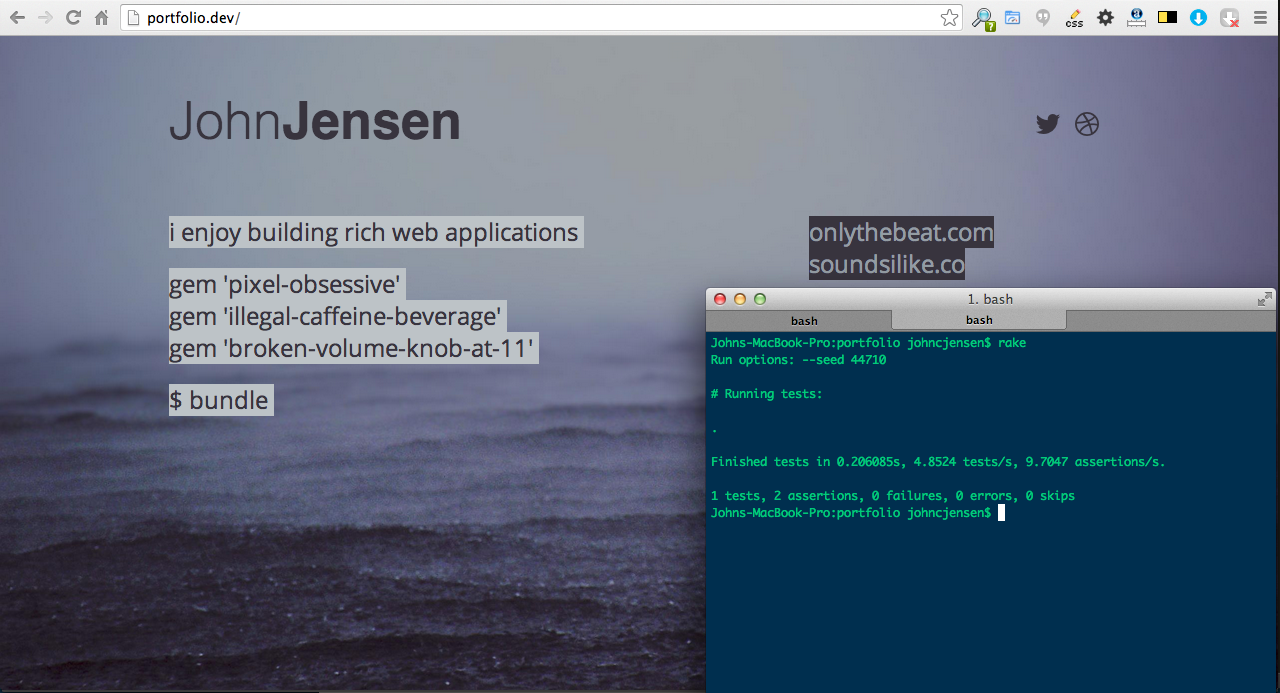 portfolio.dev/
?
css
a
JohnJensen
i enjoy building rich web applications
gem 'pixel-obsessive'
gem 'illegal-caffeine-beverage'
gem 'broken-volume-knob-at-11'
$ bundle
onlythebeat.com
soundsilike.co
1. bash
bash
bash
Johns-MacBook-Pro:portfolio johncjensen$ rake
Run options: --seed 44710
# Running tests:
.
Finished tests in 0.206085s, 4.8524 tests/s, 9.7047 assertions/s.
1 tests, 2 assertions, 0 failures, 0 errors, 0 skips
Johns-MacBook-Pro:portfolio johncjensen$